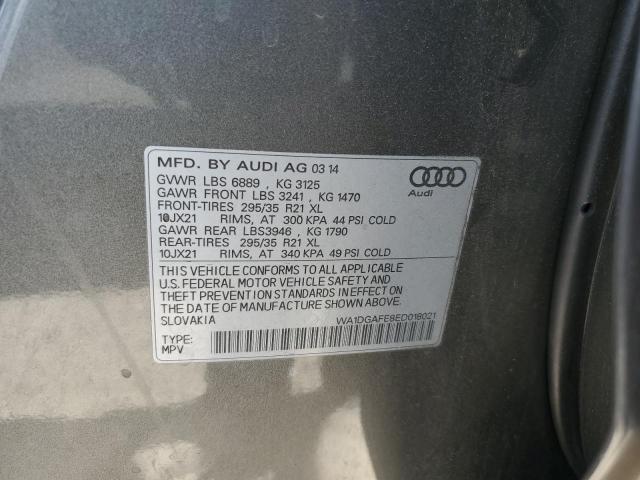 MFD. BY AUDI AG 03 14
GVWR LBS 6889 , KG 3125
GAWR FRONT LBS 3241 , KG 1470
FRONT-TIRES 295/35 R21 XL
10JX21 RIMS, AT 300 KPA 44 PSI COLD
GAWR REAR LBS3946 , KG 1790
REAR-TIRES 295/35 R21 XL
10JX21 RIMS, AT 340 KPA 49 PSI COLD
Audi
THIS VEHICLE CONFORMS TO ALL APPLICABLE
U.S. FEDERAL MOTOR VEHICLE SAFETY AND
THEFT PREVENTION STANDARDS IN EFFECT ON
THE DATE OF MANUFACTURE SHOWN ABOVE.
SLOVAKIA WA1DGAFE8ED018021
TYPE:
MPV